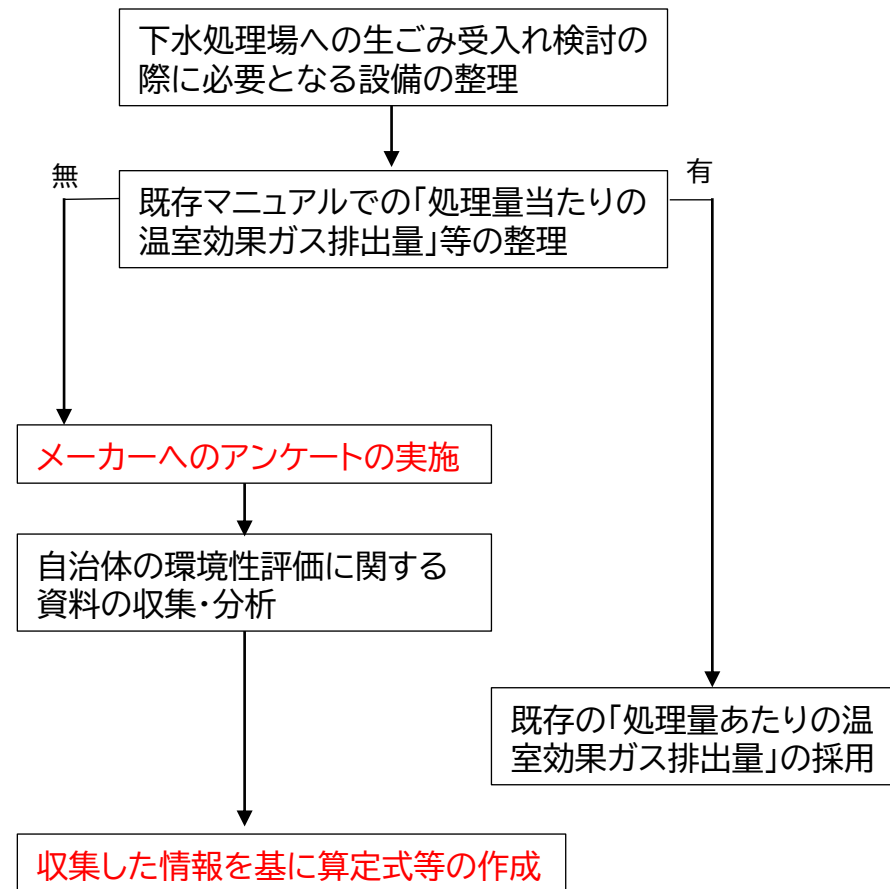 下水処理場への生ごみ受入れ検討の
際に必要となる設備の整理
無
有
既存マニュアルでの「処理量当たりの
温室効果ガス排出量」等の整理
メーカーへのアンケートの実施
自治体の環境性評価に関する
資料の収集・分析
既存の「処理量あたりの温
室効果ガス排出量」の採用
収集した情報を基に算定式等の作成